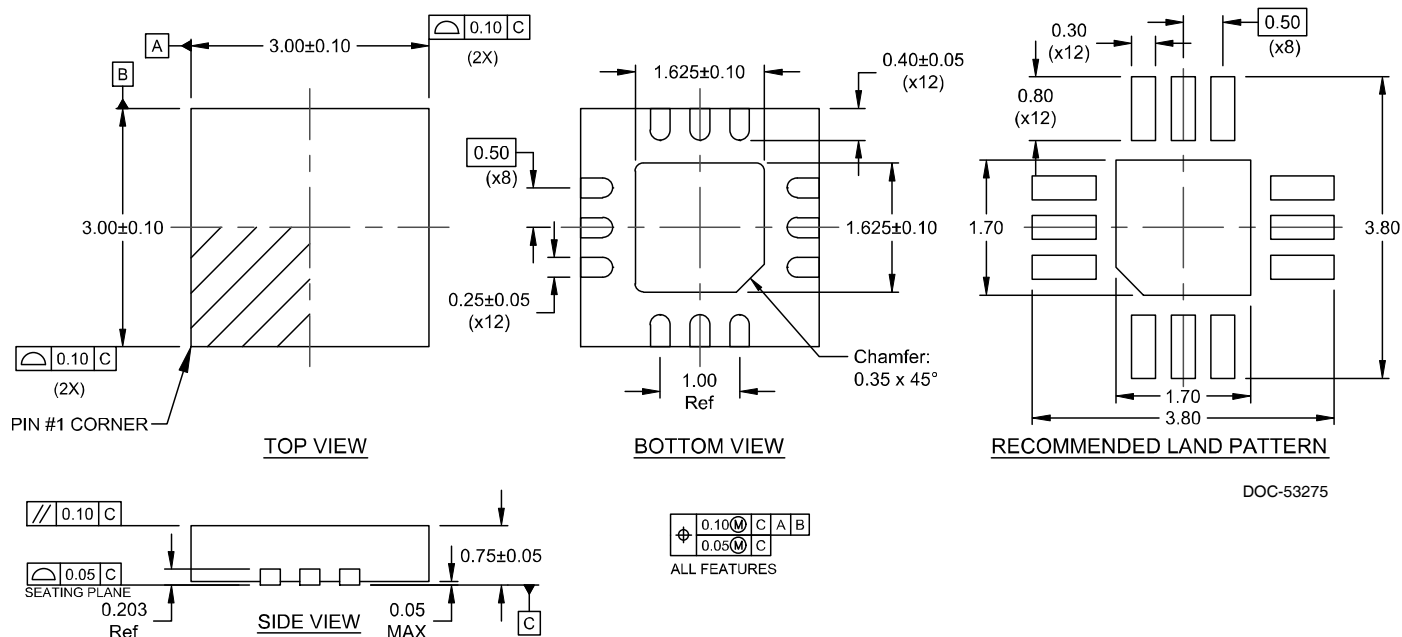 A
3.00±0.10
0.10 C
(2X)
B
3.00±0.10
0.10 C
(2X)
PIN #1 CORNER
TOP VIEW
1.625±0.10
0.40±0.05
(x12)
0.50
(x8)
1.625±0.10
0.25±0.05
(x12)
1.00
Ref
Chamfer:
0.35 x 45°
BOTTOM VIEW
0.30
(x12)
0.50
(x8)
0.80
(x12)
1.70
3.80
1.70
3.80
RECOMMENDED LAND PATTERN
DOC-53275
// 0.10 C
0.05 C
SEATING PLANE
0.203
Ref
SIDE VIEW
0.75±0.05
0.05
MAX
C
⌖ 0.10Ⓜ C A B
0.05Ⓜ C
ALL FEATURES